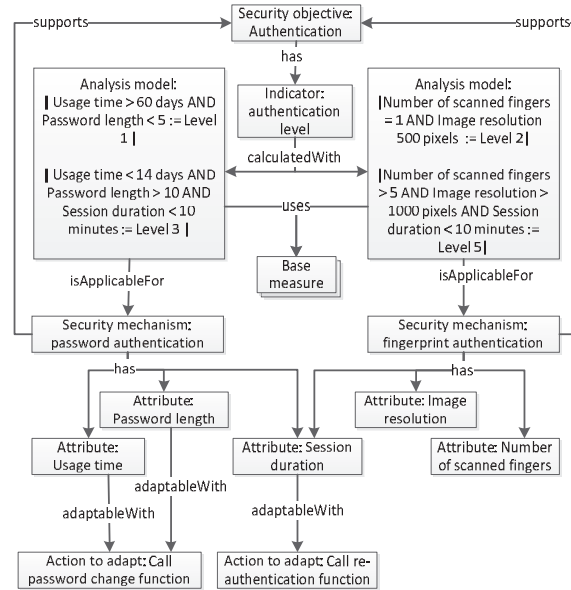 Security objective:
Authentication
supports
supports
has
Analysis model:
| Usage time >60 days AND
Password length < 5 := Level
1 |
| Usage time < 14 days AND
Password length > 10 AND
Session duration < 10
minutes := Level 3 |
Indicator:
authentication
level
Analysis model:
|Number of scanned fingers
= 1 AND Image resolution
500 pixels := Level 2|
|Number of scanned fingers
> 5 AND Image resolution >
1000 pixels AND Session
duration < 10 minutes :=
Level 5|
calculatedWith
uses
Base
measure
isApplicableFor
isApplicableFor
Security mechanism:
password authentication
Security mechanism:
fingerprint authentication
has
has
Attribute:
Password length
Attribute: Image
resolution
Attribute:
Usage time
Attribute: Session
duration
Attribute: Number
of scanned fingers
adaptableWith
adaptableWith
adaptableWith
Action to adapt: Call
password change function
Action to adapt: Call re-
authentication function